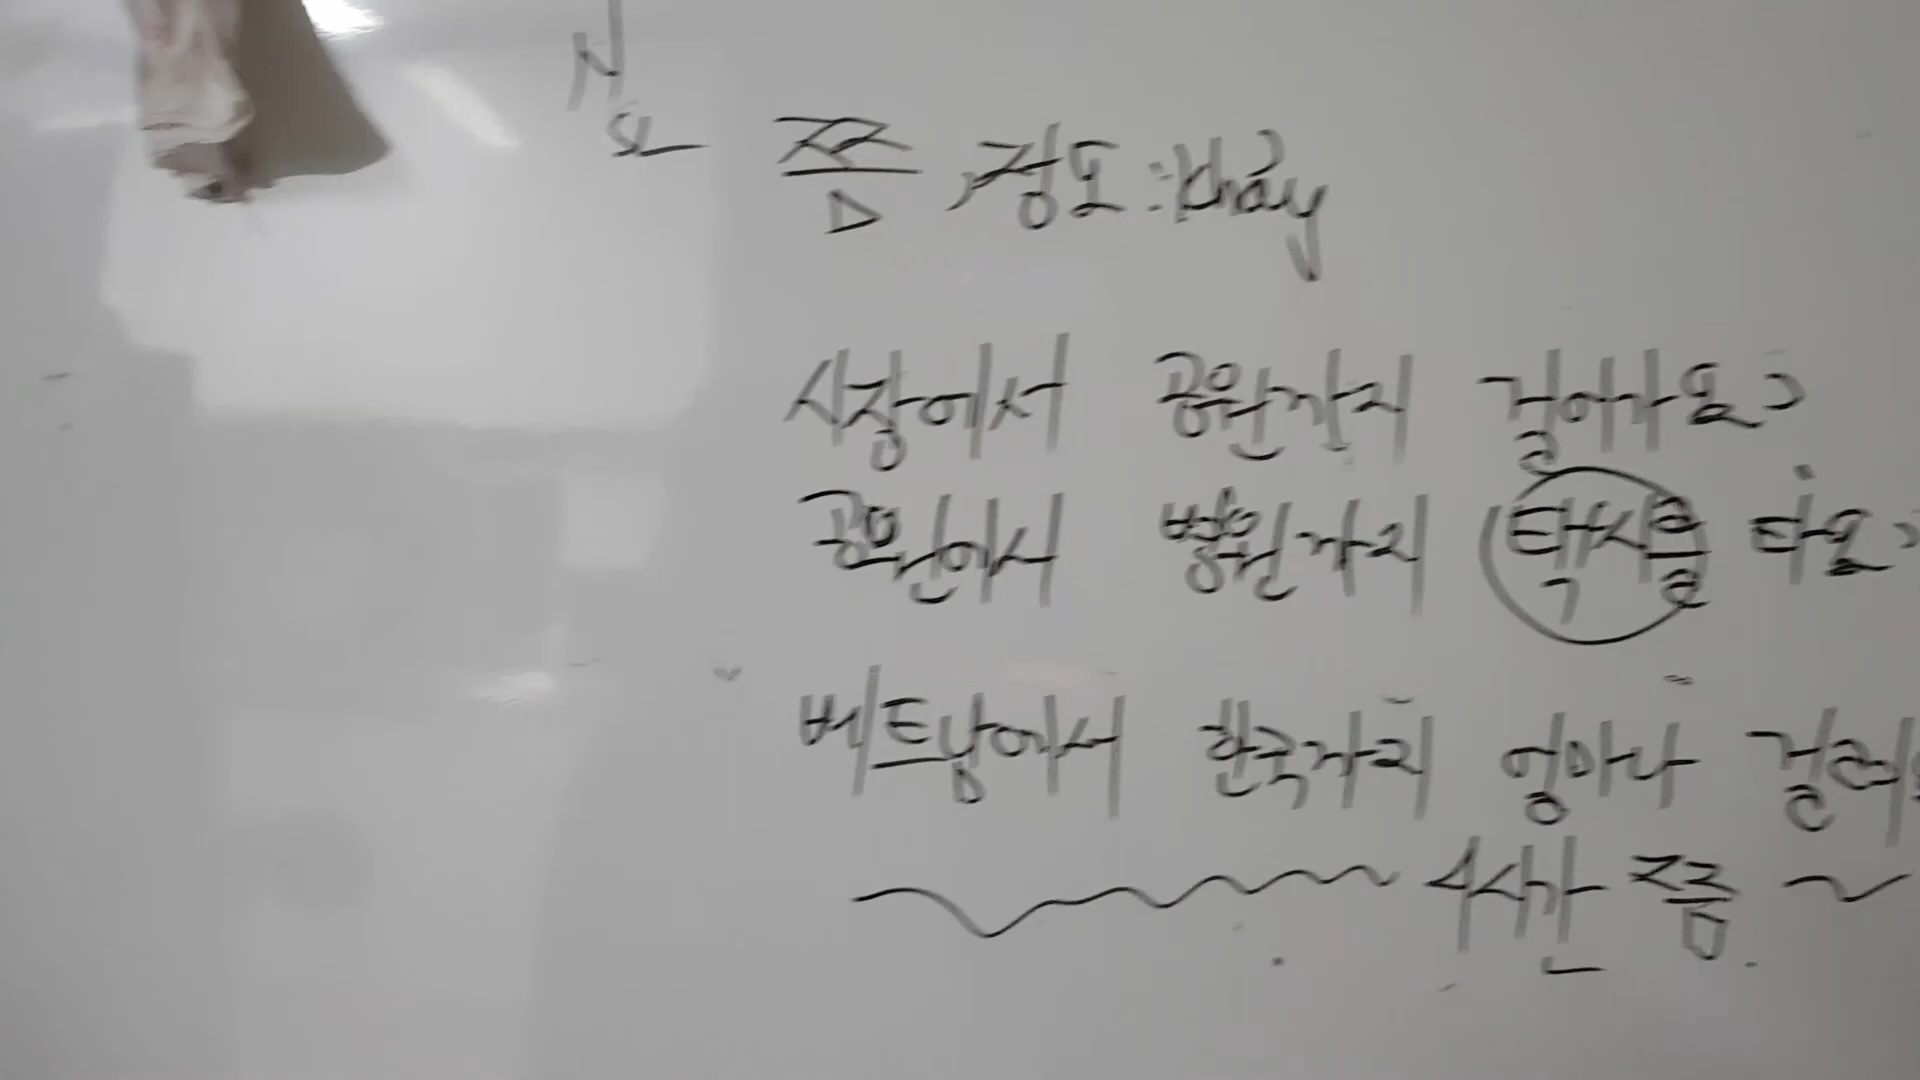 N
SL
쯤, 정도: khoảng
시장에서 공원까지 걸어가요?
공원에서 병원까지 택시를 타요?
베트남에서 한국까지 얼마나 걸려
4시간 쯤